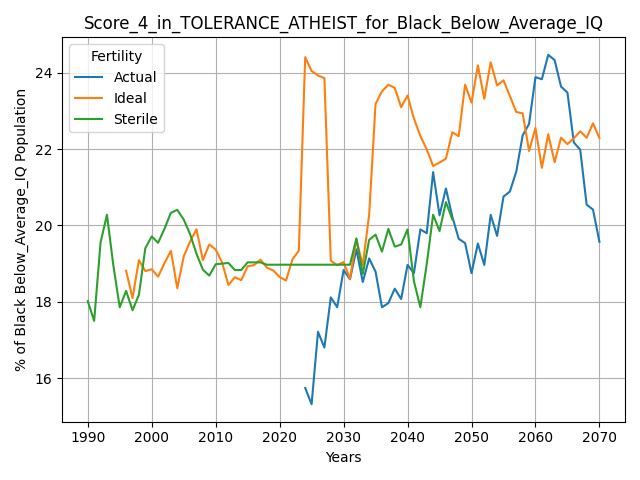 Score_4_in_TOLERANCE_ATHEIST_for_Black_Below_Average_IQ
Fertility
Actual
Ideal
Sterile
% of Black Below_Average_IQ Population
24
22
20
18
16
1990
2000
2010
2020
2030
2040
2050
2060
2070
Years